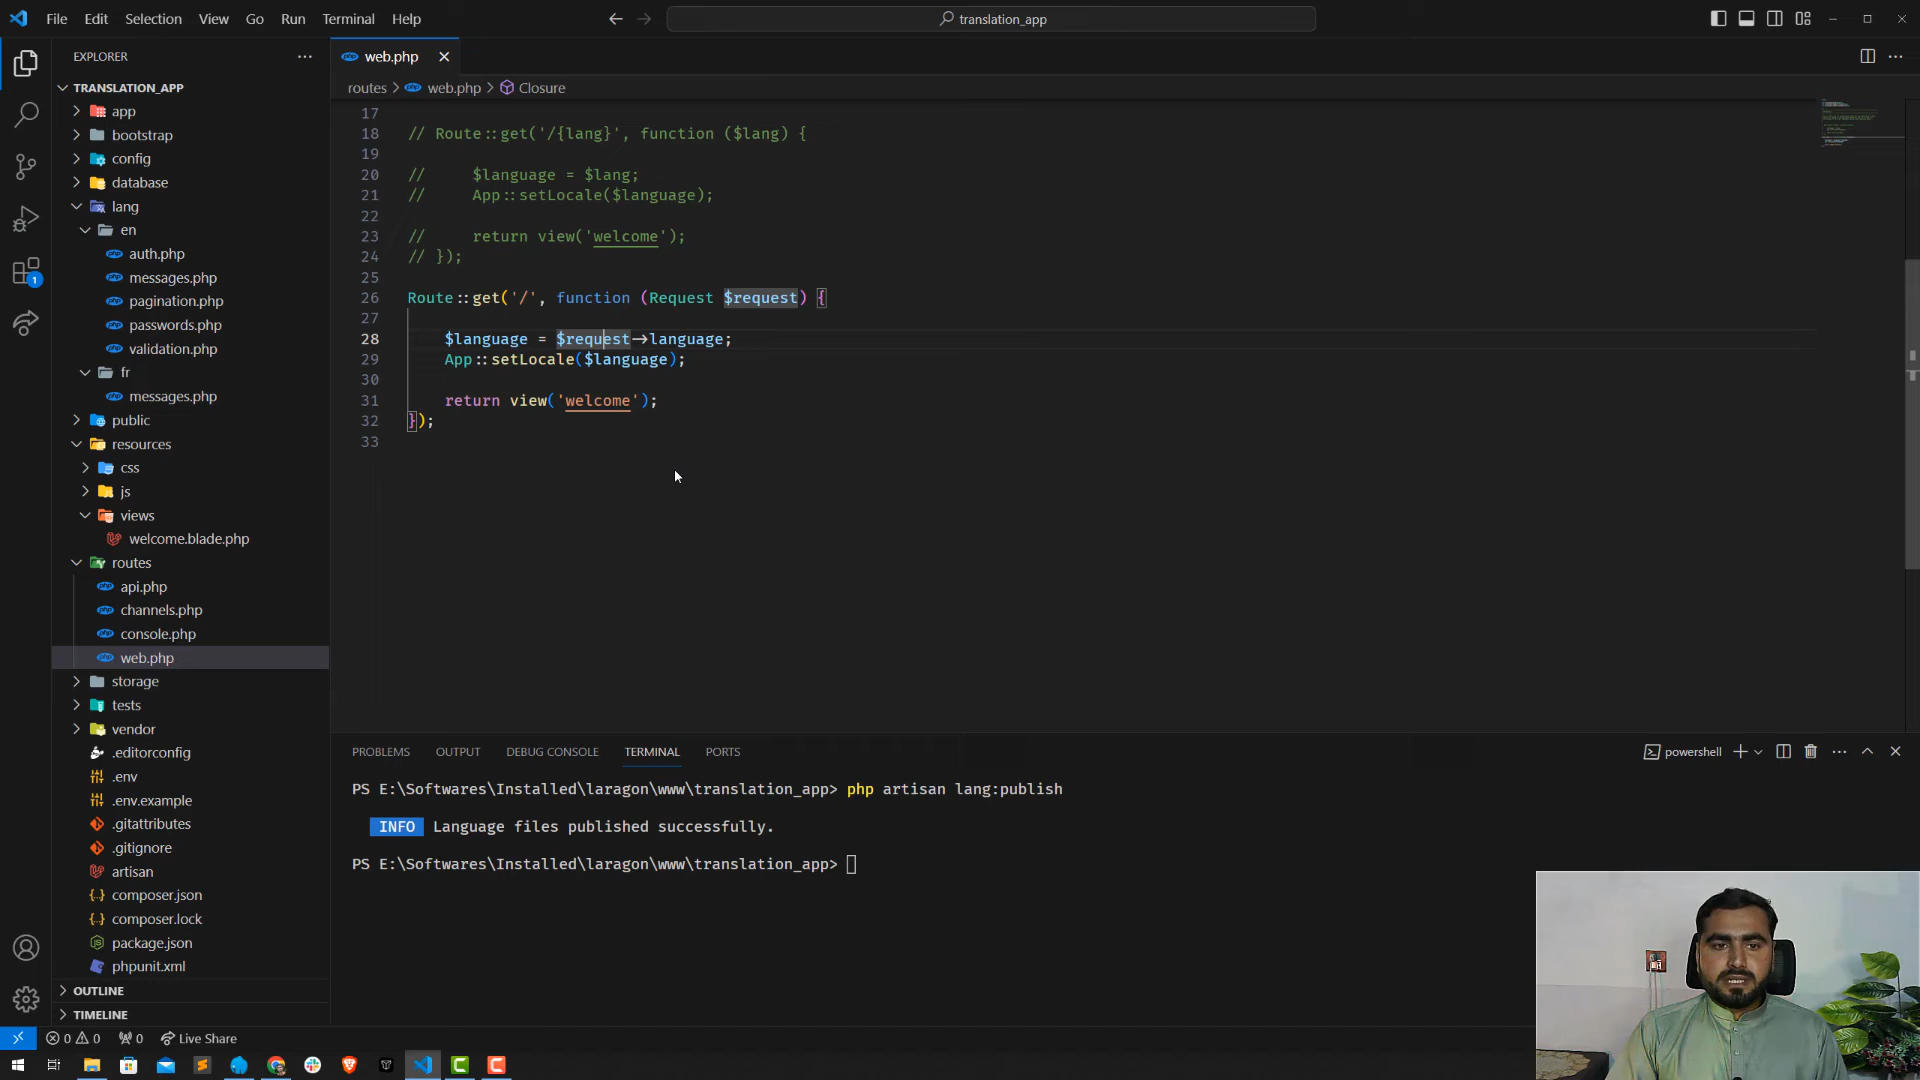 File Edit Selection View Go Run Terminal Help
translation_app
EXPLORER
web.php
routes > web.php > Closure
TRANSLATION_APP
app
bootstrap
config
database
lang
en
auth.php
messages.php
pagination.php
passwords.php
validation.php
fr
messages.php
public
resources
css
js
views
welcome.blade.php
routes
api.php
channels.php
console.php
web.php
storage
tests
vendor
.editorconfig
.env
.env.example
.gitattributes
.gitignore
artisan
composer.json
composer.lock
package.json
phpunit.xml
OUTLINE
TIMELINE
17
18 // Route::get('/{lang}', function ($lang) {
19
20 //     $language = $lang;
21 //     App::setLocale($language);
22
23 //     return view('welcome');
24 // });
25
26 Route::get('/', function (Request $request) {
27
28     $language = $request->language;
29     App::setLocale($language);
30
31     return view('welcome');
32 });
33
PROBLEMS OUTPUT DEBUG CONSOLE TERMINAL PORTS
powershell
PS E:\Softwares\Installed\laragon\www\translation_app> php artisan lang:publish
INFO Language files published successfully.
PS E:\Softwares\Installed\laragon\www\translation_app>
1
0 0 0 Live Share